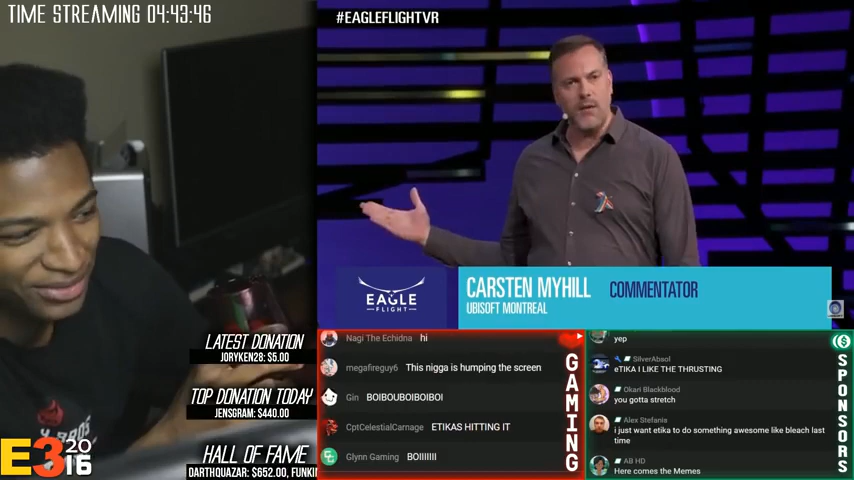 TIME STREAMING 04:43:46
#EAGLEFLIGHTVR
EAGLE
FLIGHT
CARSTEN MYHILL COMMENTATOR
UBISOFT MONTREAL
LATEST DONATION
JORYKEN28: $5.00
TOP DONATION TODAY
JENSGRAM: $440.00
HALL OF FAME
DARTHQUAZAR: $652.00, FUNKI
E3 2016
Nagi The Echidna hi
megafireguy6 This nigga is humping the screen
Gin BOIBOUBOIBOIBOI
CptCelestialCarnage ETIKAS HITTING IT
Glynn Gaming BOIIIIIII
GAMING
yep
SilverAbsol
eTIKA I LIKE THE THRUSTING
Okari Blackblood
you gotta stretch
Alex Stefanis
i just want etika to do something awesome like bleach last
time
AB HD
Here comes the Memes
SPONSORS